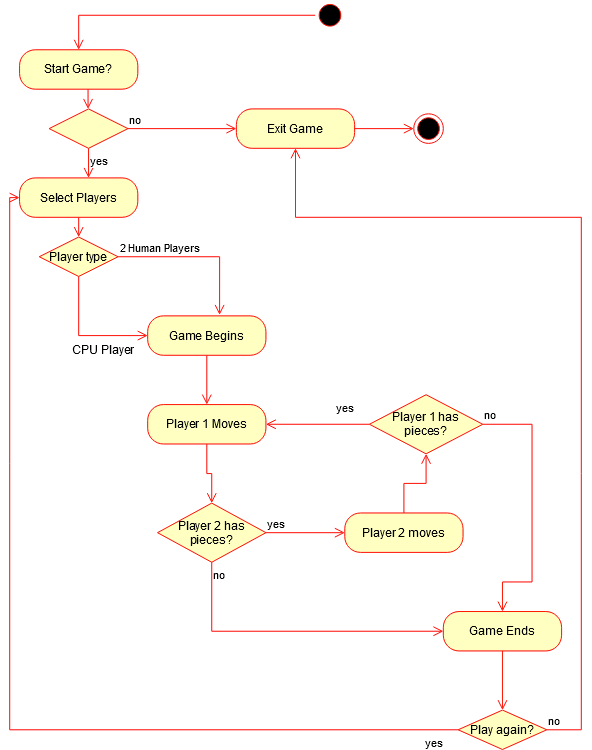 Start Game?
no
Exit Game
yes
Select Players
2 Human Players
Player type
Game Begins
CPU Player
yes
Player 1 has
pieces?
no
Player 1 Moves
Player 2 has
pieces?
yes
Player 2 moves
no
Game Ends
Play again?
no
yes